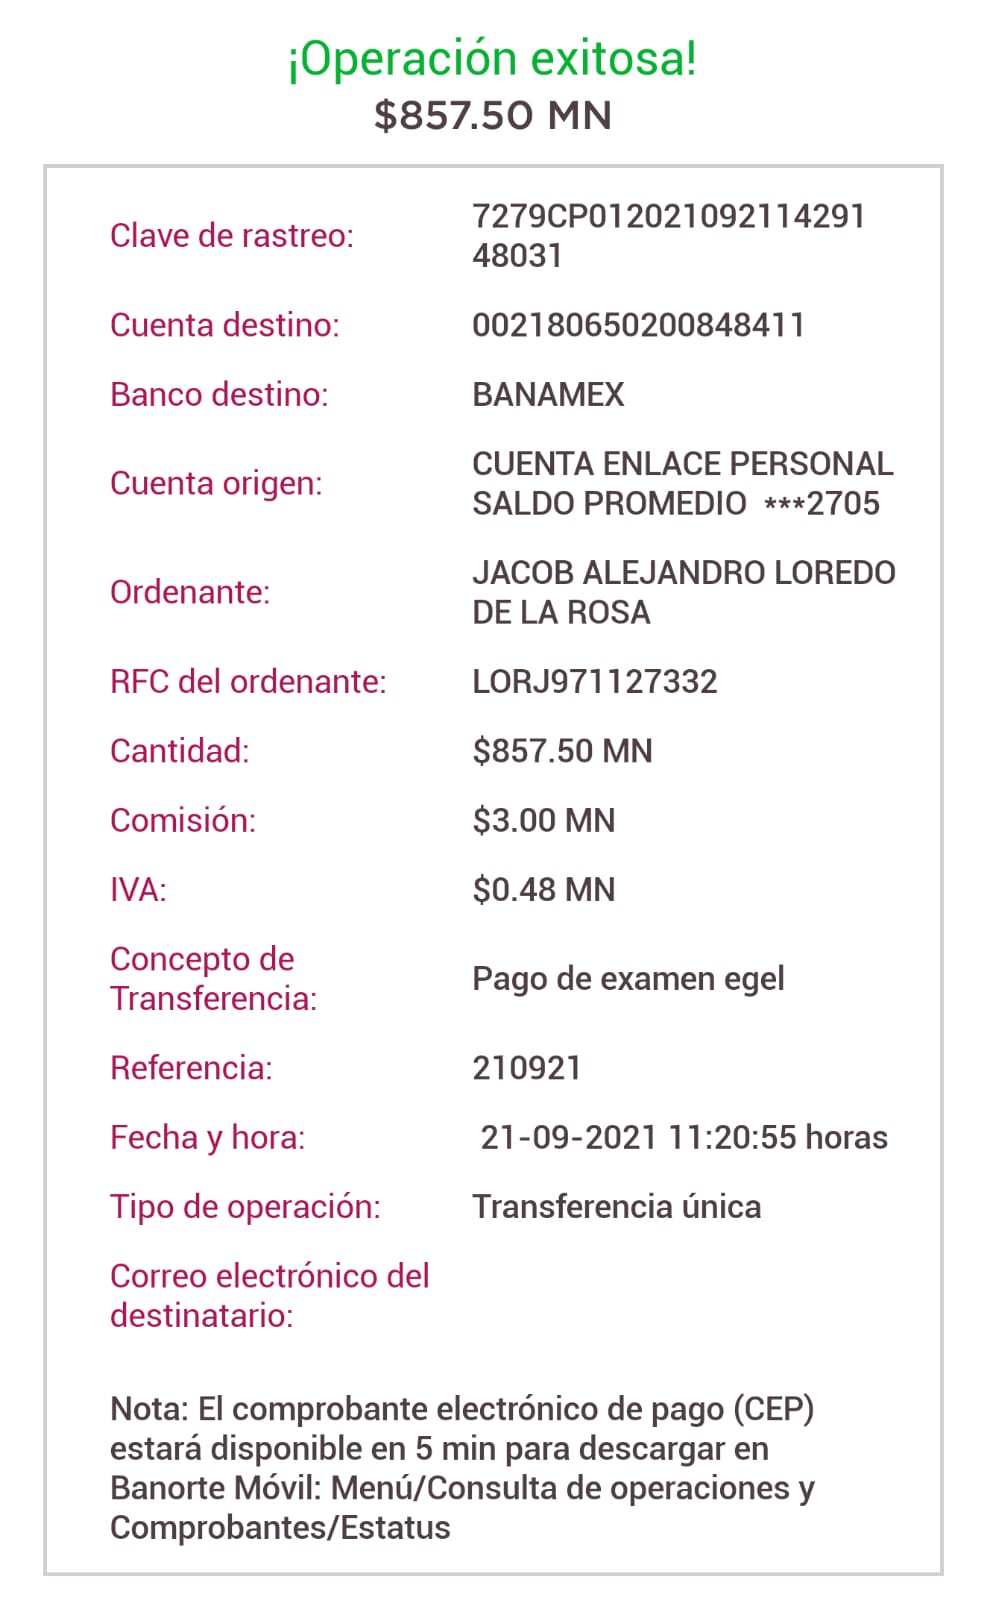 ¡Operación exitosa!
$857.50 MN
Clave de rastreo:
7279CP012021092114291
48031
Cuenta destino:
002180650200848411
Banco destino:
BANAMEX
Cuenta origen:
CUENTA ENLACE PERSONAL
SALDO PROMEDIO ***2705
Ordenante:
JACOB ALEJANDRO LOREDO
DE LA ROSA
RFC del ordenante:
LORJ971127332
Cantidad:
$857.50 MN
Comisión:
$3.00 MN
IVA:
$0.48 MN
Concepto de
Transferencia:
Pago de examen egel
Referencia:
210921
Fecha y hora:
21-09-2021 11:20:55 horas
Tipo de operación:
Transferencia única
Correo electrónico del
destinatario:
Nota: El comprobante electrónico de pago (CEP)
estará disponible en 5 min para descargar en
Banorte Móvil: Menú/Consulta de operaciones y
Comprobantes/Estatus